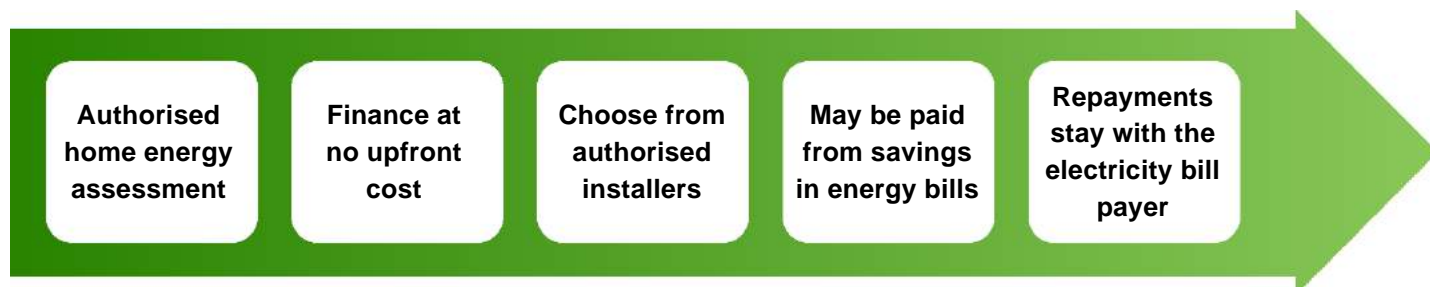 Authorised
home energy
assessment
Finance at
no upfront
cost
Choose from
authorised
installers
May be paid
from savings
in energy bills
Repayments
stay with the
electricity bill
payer